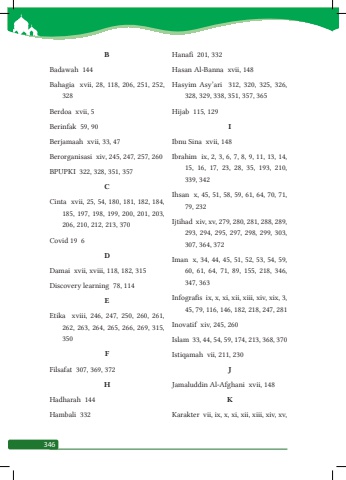 B
Badawah 144
Bahagia xvii, 28, 118, 206, 251, 252,
328
Berdoa xvii, 5
Berinfak 59, 90
Berjamaah xvii, 33, 47
Berorganisasi xiv, 245, 247, 257, 260
BPUPKI 322, 328, 351, 357
C
Cinta xvii, 25, 54, 180, 181, 182, 184,
185, 197, 198, 199, 200, 201, 203,
206, 210, 212, 213, 370
Covid 19 6
D
Damai xvii, xviii, 118, 182, 315
Discovery learning 78, 114
E
Etika xviii, 246, 247, 250, 260, 261,
262, 263, 264, 265, 266, 269, 315,
350
F
Filsafat 307, 369, 372
H
Hadharah 144
Hambali 332
Hanafi 201, 332
Hasan Al-Banna xvii, 148
Hasyim Asy'ari 312, 320, 325, 326,
328, 329, 338, 351, 357, 365
Hijab 115, 129
I
Ibnu Sina xvii, 148
Ibrahim ix, 2, 3, 6, 7, 8, 9, 11, 13, 14,
15, 16, 17, 23, 28, 35, 193, 210,
339, 342
Ihsan x, 45, 51, 58, 59, 61, 64, 70, 71,
79, 232
Ijtihad xiv, xv, 279, 280, 281, 288, 289,
293, 294, 295, 297, 298, 299, 303,
307, 364, 372
Iman x, 34, 44, 45, 51, 52, 53, 54, 59,
60, 61, 64, 71, 89, 155, 218, 346,
347, 363
Infografis ix, x, xi, xii, xiii, xiv, xix, 3,
45, 79, 116, 146, 182, 218, 247, 281
Inovatif xiv, 245, 260
Islam 33, 44, 54, 59, 174, 213, 368, 370
Istiqamah vii, 211, 230
J
Jamaluddin Al-Afghani xvii, 148
K
Karakter vii, ix, x, xi, xii, xiii, xiv, xv,
346